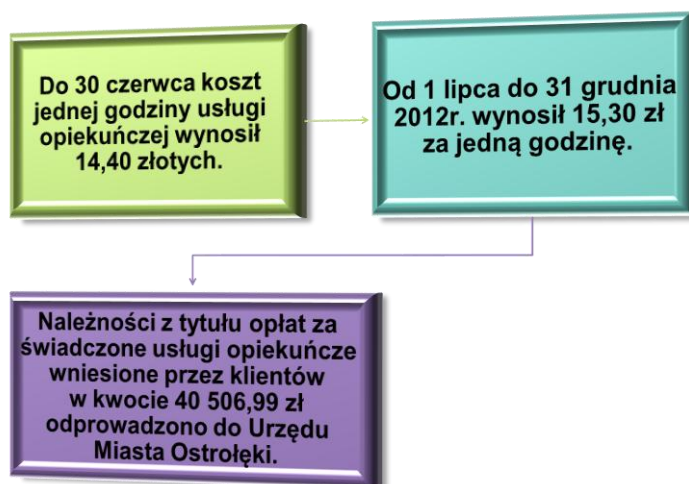 Do 30 czerwca koszt
jednej godziny usługi
opiekuńczej wynosił
14,40 złotych.
Od 1 lipca do 31 grudnia
2012r. wynosił 15,30 zł
za jedną godzinę.
Należności z tytułu opłat za
świadczone usługi opiekuńcze
wniesione przez klientów
w kwocie 40 506,99 zł
odprowadzono do Urzędu
Miasta Ostrołęki.